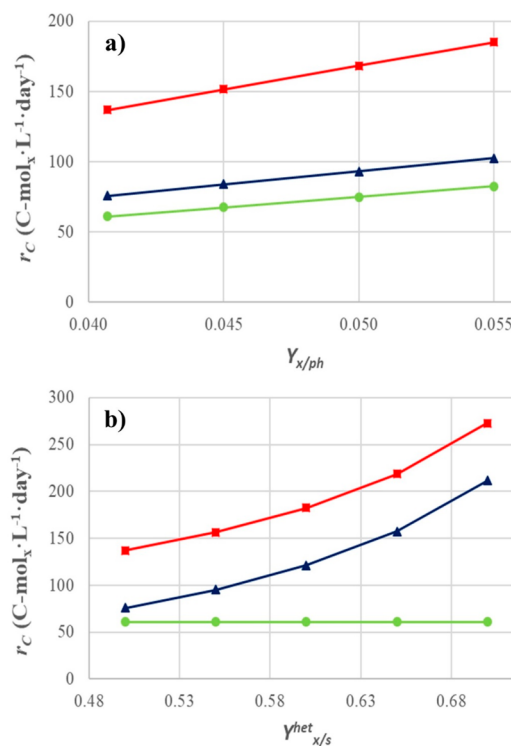 a)
200
150
100
50
0
r_C (C-mol_x·L⁻¹·day⁻¹)
0.040 0.045 0.050 0.055
Y_x/ph
b)
300
250
200
150
100
50
0
r_C (C-mol_x·L⁻¹·day⁻¹)
0.48 0.53 0.58 0.63 0.68
Y^het_x/s